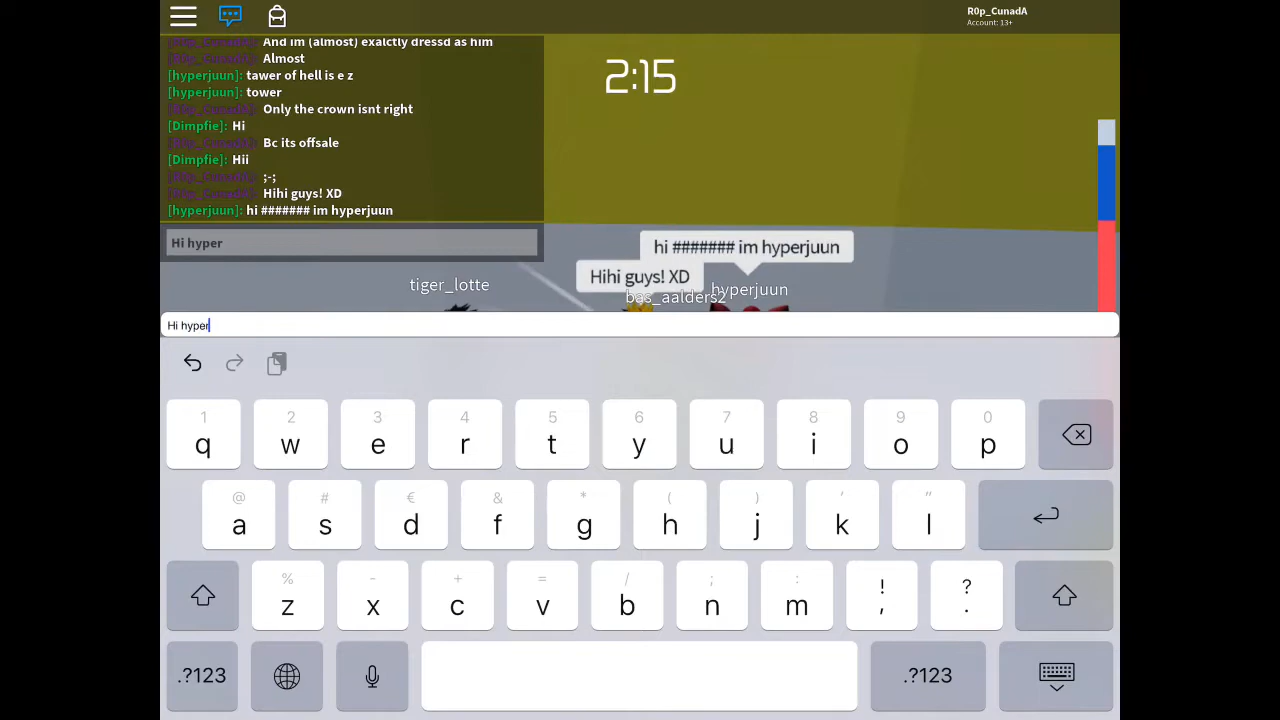 R0p_CunadA
Account: 13+
And im (almost) exalctly dressd as him
Almost
[hyperjuun]: tawer of hell is e z
[hyperjuun]: tower
Only the crown isnt right
[Dimpfie]: Hi
Bc its offsale
[Dimpfie]: Hii
;-;
Hihi guys! XD
[hyperjuun]: hi ####### im hyperjuun
Hi hyper
2:15
hi ####### im hyperjuun
Hihi guys! XD
tiger_lotte
bas_aalders2
hyperjuun
Hi hyper
1 2 3 4 5 6 7 8 9 0
q w e r t y u i o p
@ # € & * ( ) ' "
a s d f g h j k l
% - + = / ; : ! ?
z x c v b n m , .
.?123 .?123